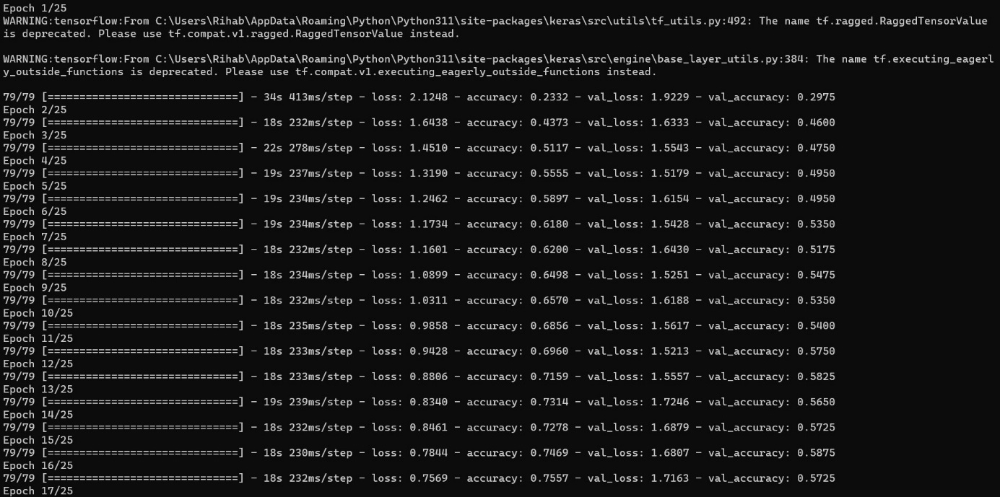 Epoch 1/25
WARNING:tensorflow:From C:\Users\Rihab\AppData\Roaming\Python\Python311\site-packages\keras\src\utils\tf_utils.py:492: The name tf.ragged.RaggedTensorValue
is deprecated. Please use tf.compat.v1.ragged.RaggedTensorValue instead.

WARNING:tensorflow:From C:\Users\Rihab\AppData\Roaming\Python\Python311\site-packages\keras\src\engine\base_layer_utils.py:384: The name tf.executing_eagerl
y_outside_functions is deprecated. Please use tf.compat.v1.executing_eagerly_outside_functions instead.

79/79 [==============================] - 34s 413ms/step - loss: 2.1248 - accuracy: 0.2332 - val_loss: 1.9229 - val_accuracy: 0.2975
Epoch 2/25
79/79 [==============================] - 18s 232ms/step - loss: 1.6438 - accuracy: 0.4373 - val_loss: 1.6333 - val_accuracy: 0.4600
Epoch 3/25
79/79 [==============================] - 22s 278ms/step - loss: 1.4510 - accuracy: 0.5117 - val_loss: 1.5543 - val_accuracy: 0.4750
Epoch 4/25
79/79 [==============================] - 19s 237ms/step - loss: 1.3190 - accuracy: 0.5555 - val_loss: 1.5179 - val_accuracy: 0.4950
Epoch 5/25
79/79 [==============================] - 19s 234ms/step - loss: 1.2462 - accuracy: 0.5897 - val_loss: 1.6154 - val_accuracy: 0.4950
Epoch 6/25
79/79 [==============================] - 19s 234ms/step - loss: 1.1734 - accuracy: 0.6180 - val_loss: 1.5428 - val_accuracy: 0.5350
Epoch 7/25
79/79 [==============================] - 18s 232ms/step - loss: 1.1601 - accuracy: 0.6200 - val_loss: 1.6430 - val_accuracy: 0.5175
Epoch 8/25
79/79 [==============================] - 18s 234ms/step - loss: 1.0899 - accuracy: 0.6498 - val_loss: 1.5251 - val_accuracy: 0.5475
Epoch 9/25
79/79 [==============================] - 18s 232ms/step - loss: 1.0311 - accuracy: 0.6570 - val_loss: 1.6188 - val_accuracy: 0.5350
Epoch 10/25
79/79 [==============================] - 18s 235ms/step - loss: 0.9858 - accuracy: 0.6856 - val_loss: 1.5617 - val_accuracy: 0.5400
Epoch 11/25
79/79 [==============================] - 18s 233ms/step - loss: 0.9428 - accuracy: 0.6960 - val_loss: 1.5213 - val_accuracy: 0.5750
Epoch 12/25
79/79 [==============================] - 18s 233ms/step - loss: 0.8806 - accuracy: 0.7159 - val_loss: 1.5557 - val_accuracy: 0.5825
Epoch 13/25
79/79 [==============================] - 19s 239ms/step - loss: 0.8340 - accuracy: 0.7314 - val_loss: 1.7246 - val_accuracy: 0.5650
Epoch 14/25
79/79 [==============================] - 18s 232ms/step - loss: 0.8461 - accuracy: 0.7278 - val_loss: 1.6879 - val_accuracy: 0.5725
Epoch 15/25
79/79 [==============================] - 18s 230ms/step - loss: 0.7844 - accuracy: 0.7469 - val_loss: 1.6807 - val_accuracy: 0.5875
Epoch 16/25
79/79 [==============================] - 18s 232ms/step - loss: 0.7569 - accuracy: 0.7557 - val_loss: 1.7163 - val_accuracy: 0.5725
Epoch 17/25